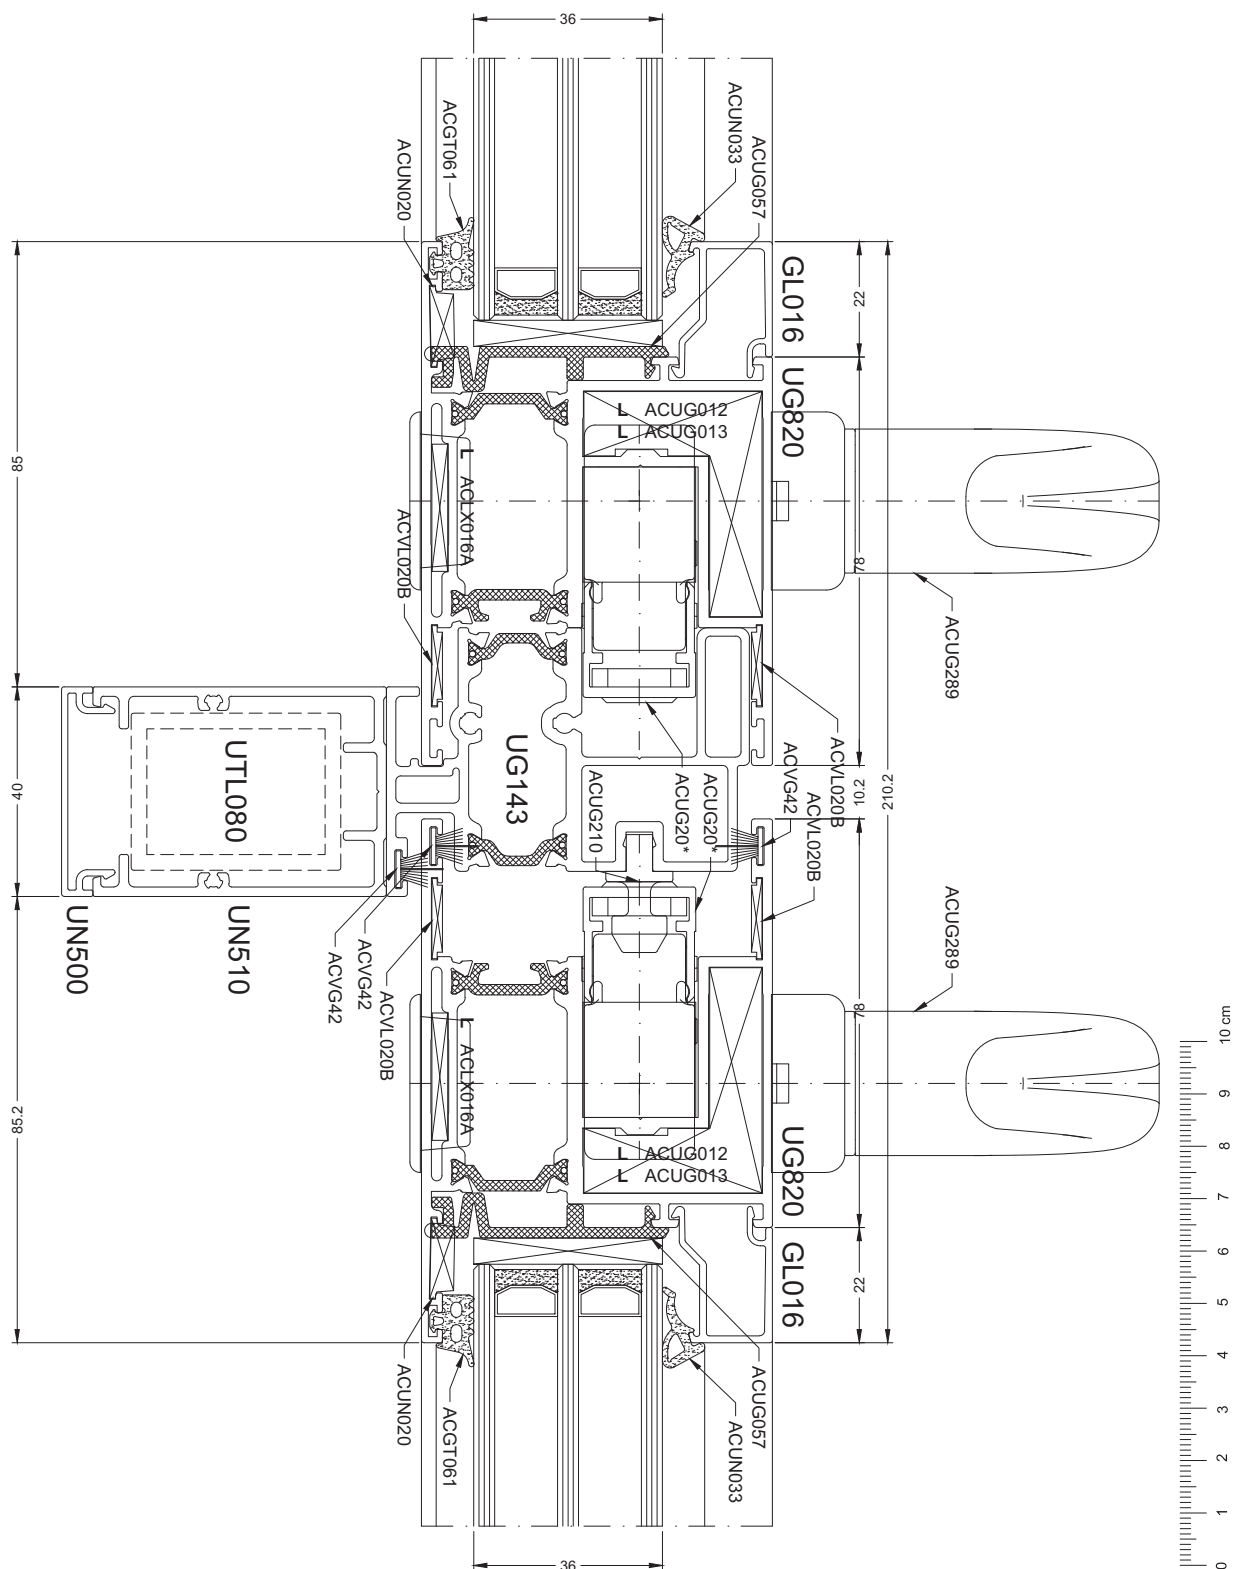 36
ACGT061
ACUN020
ACUN033
ACUG057
GL016
22
UG820
L ACUG012
L ACUG013
85
L ACLX016A
ACVL020B
78
ACUG289
UTL080
UG143
40
ACUG210
ACUG20*
ACUG20*
ACVG42
ACVL020B
ACVL020B
10.2
210.2
UN500
UN510
ACVG42
ACVG42
ACVL020B
ACUG289
78
L ACLX016A
85.2
L ACUG012
L ACUG013
UG820
GL016
22
ACUN020
ACGT061
ACUG057
ACUN033
36
10 cm
9
8
7
6
5
4
3
2
1
0